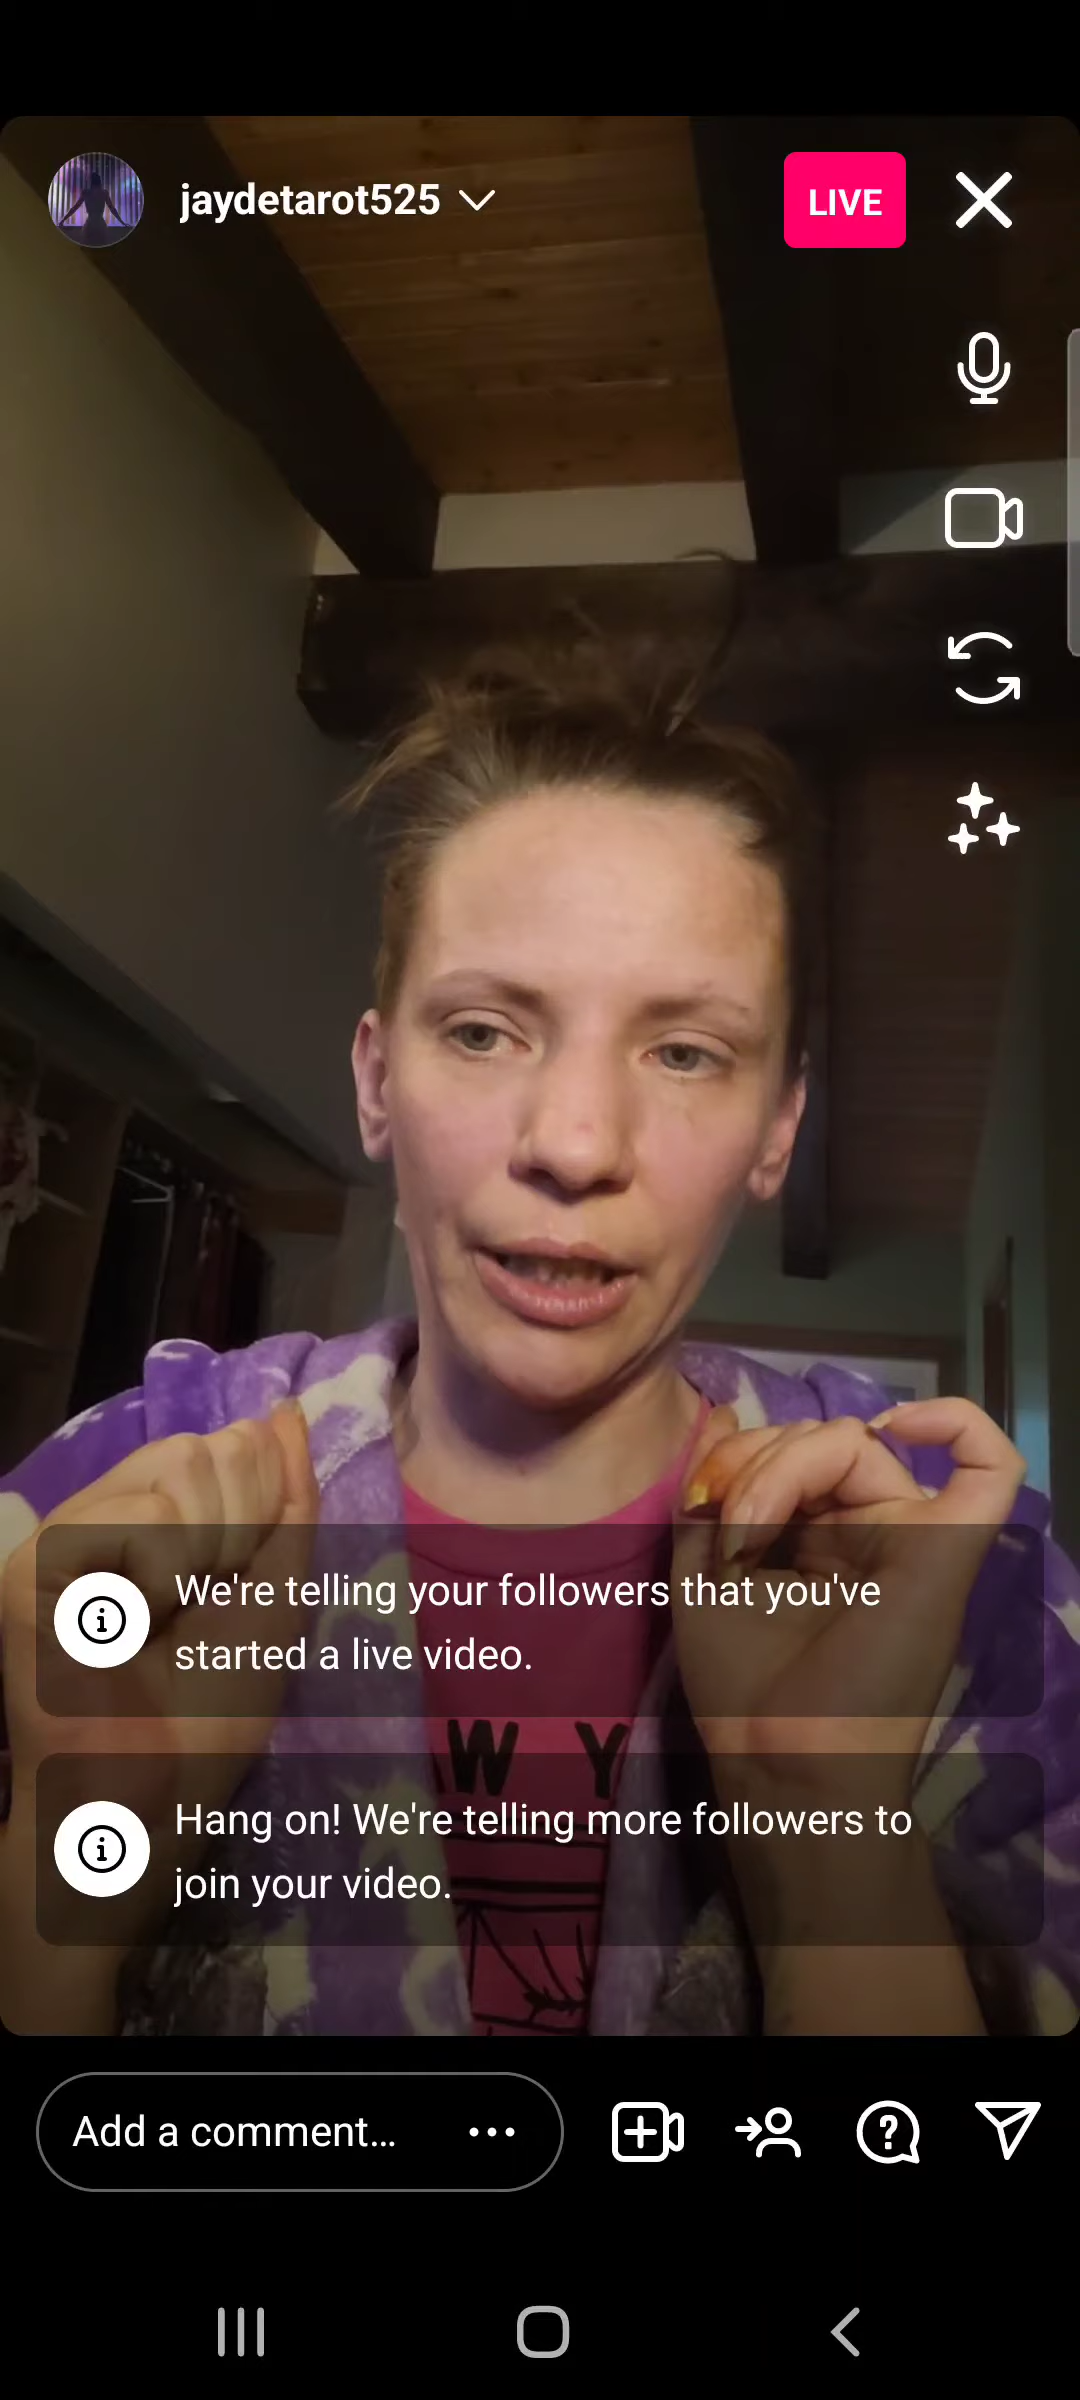 jaydetarot525
LIVE
We're telling your followers that you've
started a live video.
W Y
Hang on! We're telling more followers to
join your video.
Add a comment...